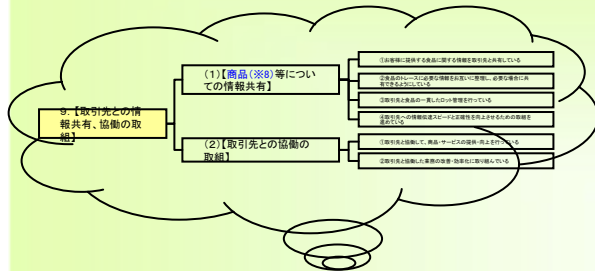 9.【取引先との情
報共有、協働の取
組】
(1)【商品(※8)等につい
ての情報共有】
①お客様に提供する食品に関する情報を取引先と共有している
②食品のトレースに必要な情報をお互いに整理し、必要な場合に共
有できるようにしている
③取引先と食品の一貫したロット管理を行っている
④取引先への情報伝達スピードと正確性を向上させるための取組を
進めている
(2)【取引先との協働の
取組】
①取引先と協働して、商品・サービスの提供・向上を行っている
②取引先と協働した業務の改善・効率化に取り組んでいる